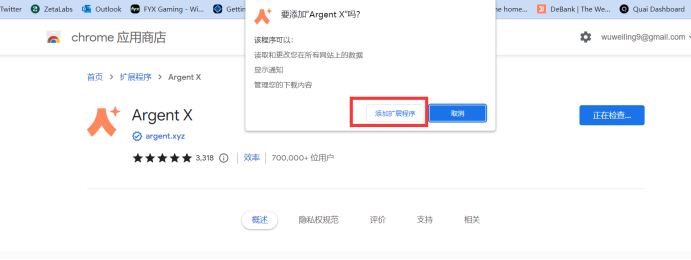 Twitter ZetaLabs Outlook FYX Gaming - Wi... Getting
me home... DeBank | The We... Quai Dashboard
要添加"Argent X"吗?
该程序可以:
读取和更改您在所有网站上的数据
显示通知
管理您的下载内容
添加扩展程序 取消
chrome 应用商店
wuweiling9@gmail.com
首页 > 扩展程序 > Argent X
Argent X
argent.xyz
正在检查...
3,318 效率 700,000+ 位用户
概述 隐私权规范 评价 支持 相关